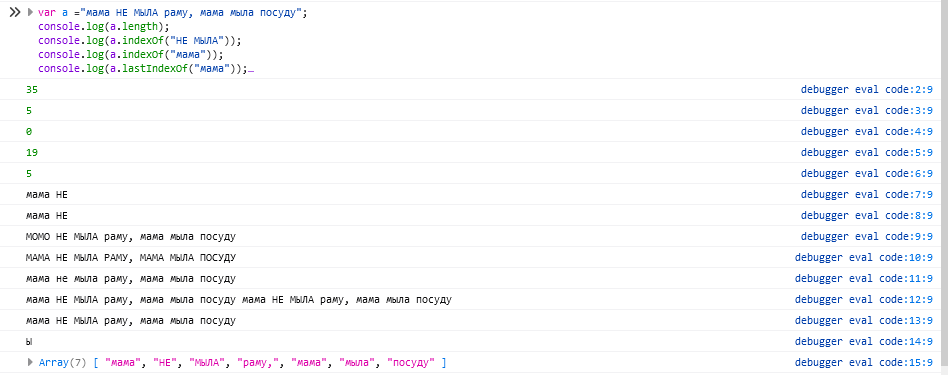 var a ="мама НЕ МЫЛА раму, мама мыла посуду";
console.log(a.length);
console.log(a.indexOf("НЕ МЫЛА"));
console.log(a.indexOf("мама"));
console.log(a.lastIndexOf("мама"));…
35 debugger eval code:2:9
5 debugger eval code:3:9
0 debugger eval code:4:9
19 debugger eval code:5:9
5 debugger eval code:6:9
мама НЕ debugger eval code:7:9
мама НЕ debugger eval code:8:9
МОМО НЕ МЫЛА раму, мама мыла посуду debugger eval code:9:9
МАМА НЕ МЫЛА РАМУ, МАМА МЫЛА ПОСУДУ debugger eval code:10:9
мама не мыла раму, мама мыла посуду debugger eval code:11:9
мама НЕ МЫЛА раму, мама мыла посуду мама НЕ МЫЛА раму, мама мыла посуду debugger eval code:12:9
мама НЕ МЫЛА раму, мама мыла посуду debugger eval code:13:9
Ы debugger eval code:14:9
Array(7) [ "мама", "НЕ", "МЫЛА", "раму,", "мама", "мыла", "посуду" ] debugger eval code:15:9